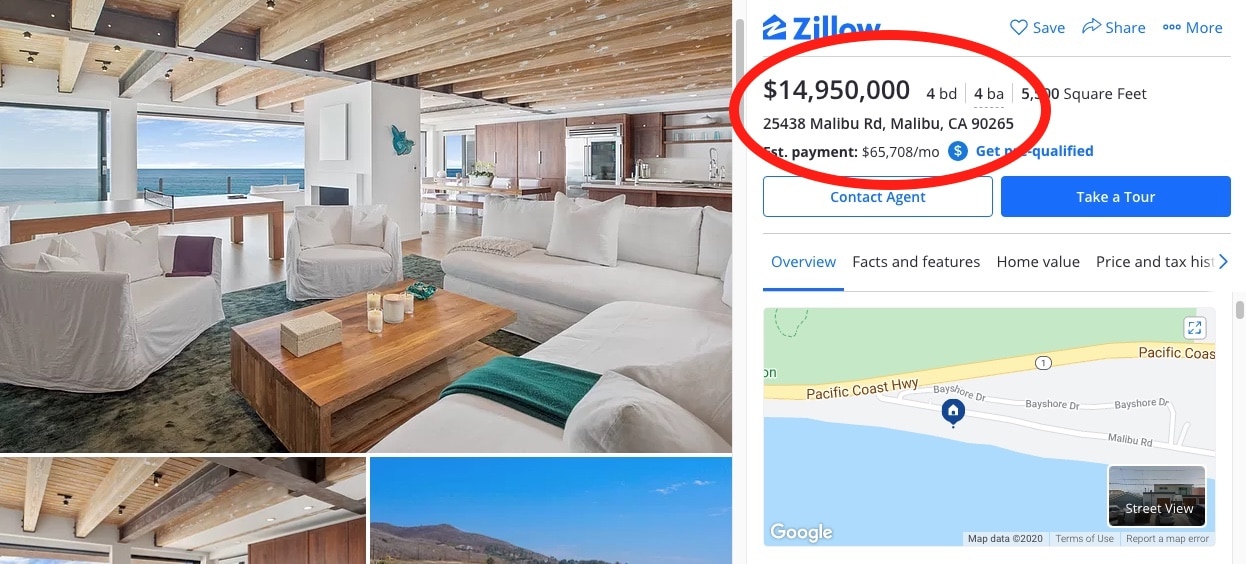 Zillow
Save Share More
$14,950,000 4 bd 4 ba Square Feet
25438 Malibu Rd, Malibu, CA 90265
Est. payment: $65,708/mo $ Get pre-qualified
Contact Agent Take a Tour
Overview Facts and features Home value Price and tax hist
Pacific Coas
1
on
Pacific Coast Hwy
Bayshore Dr
Bayshore Dr
Bayshore Dr
Malibu Rd
Street View
Google
Map data ©2020 Terms of Use Report a map error